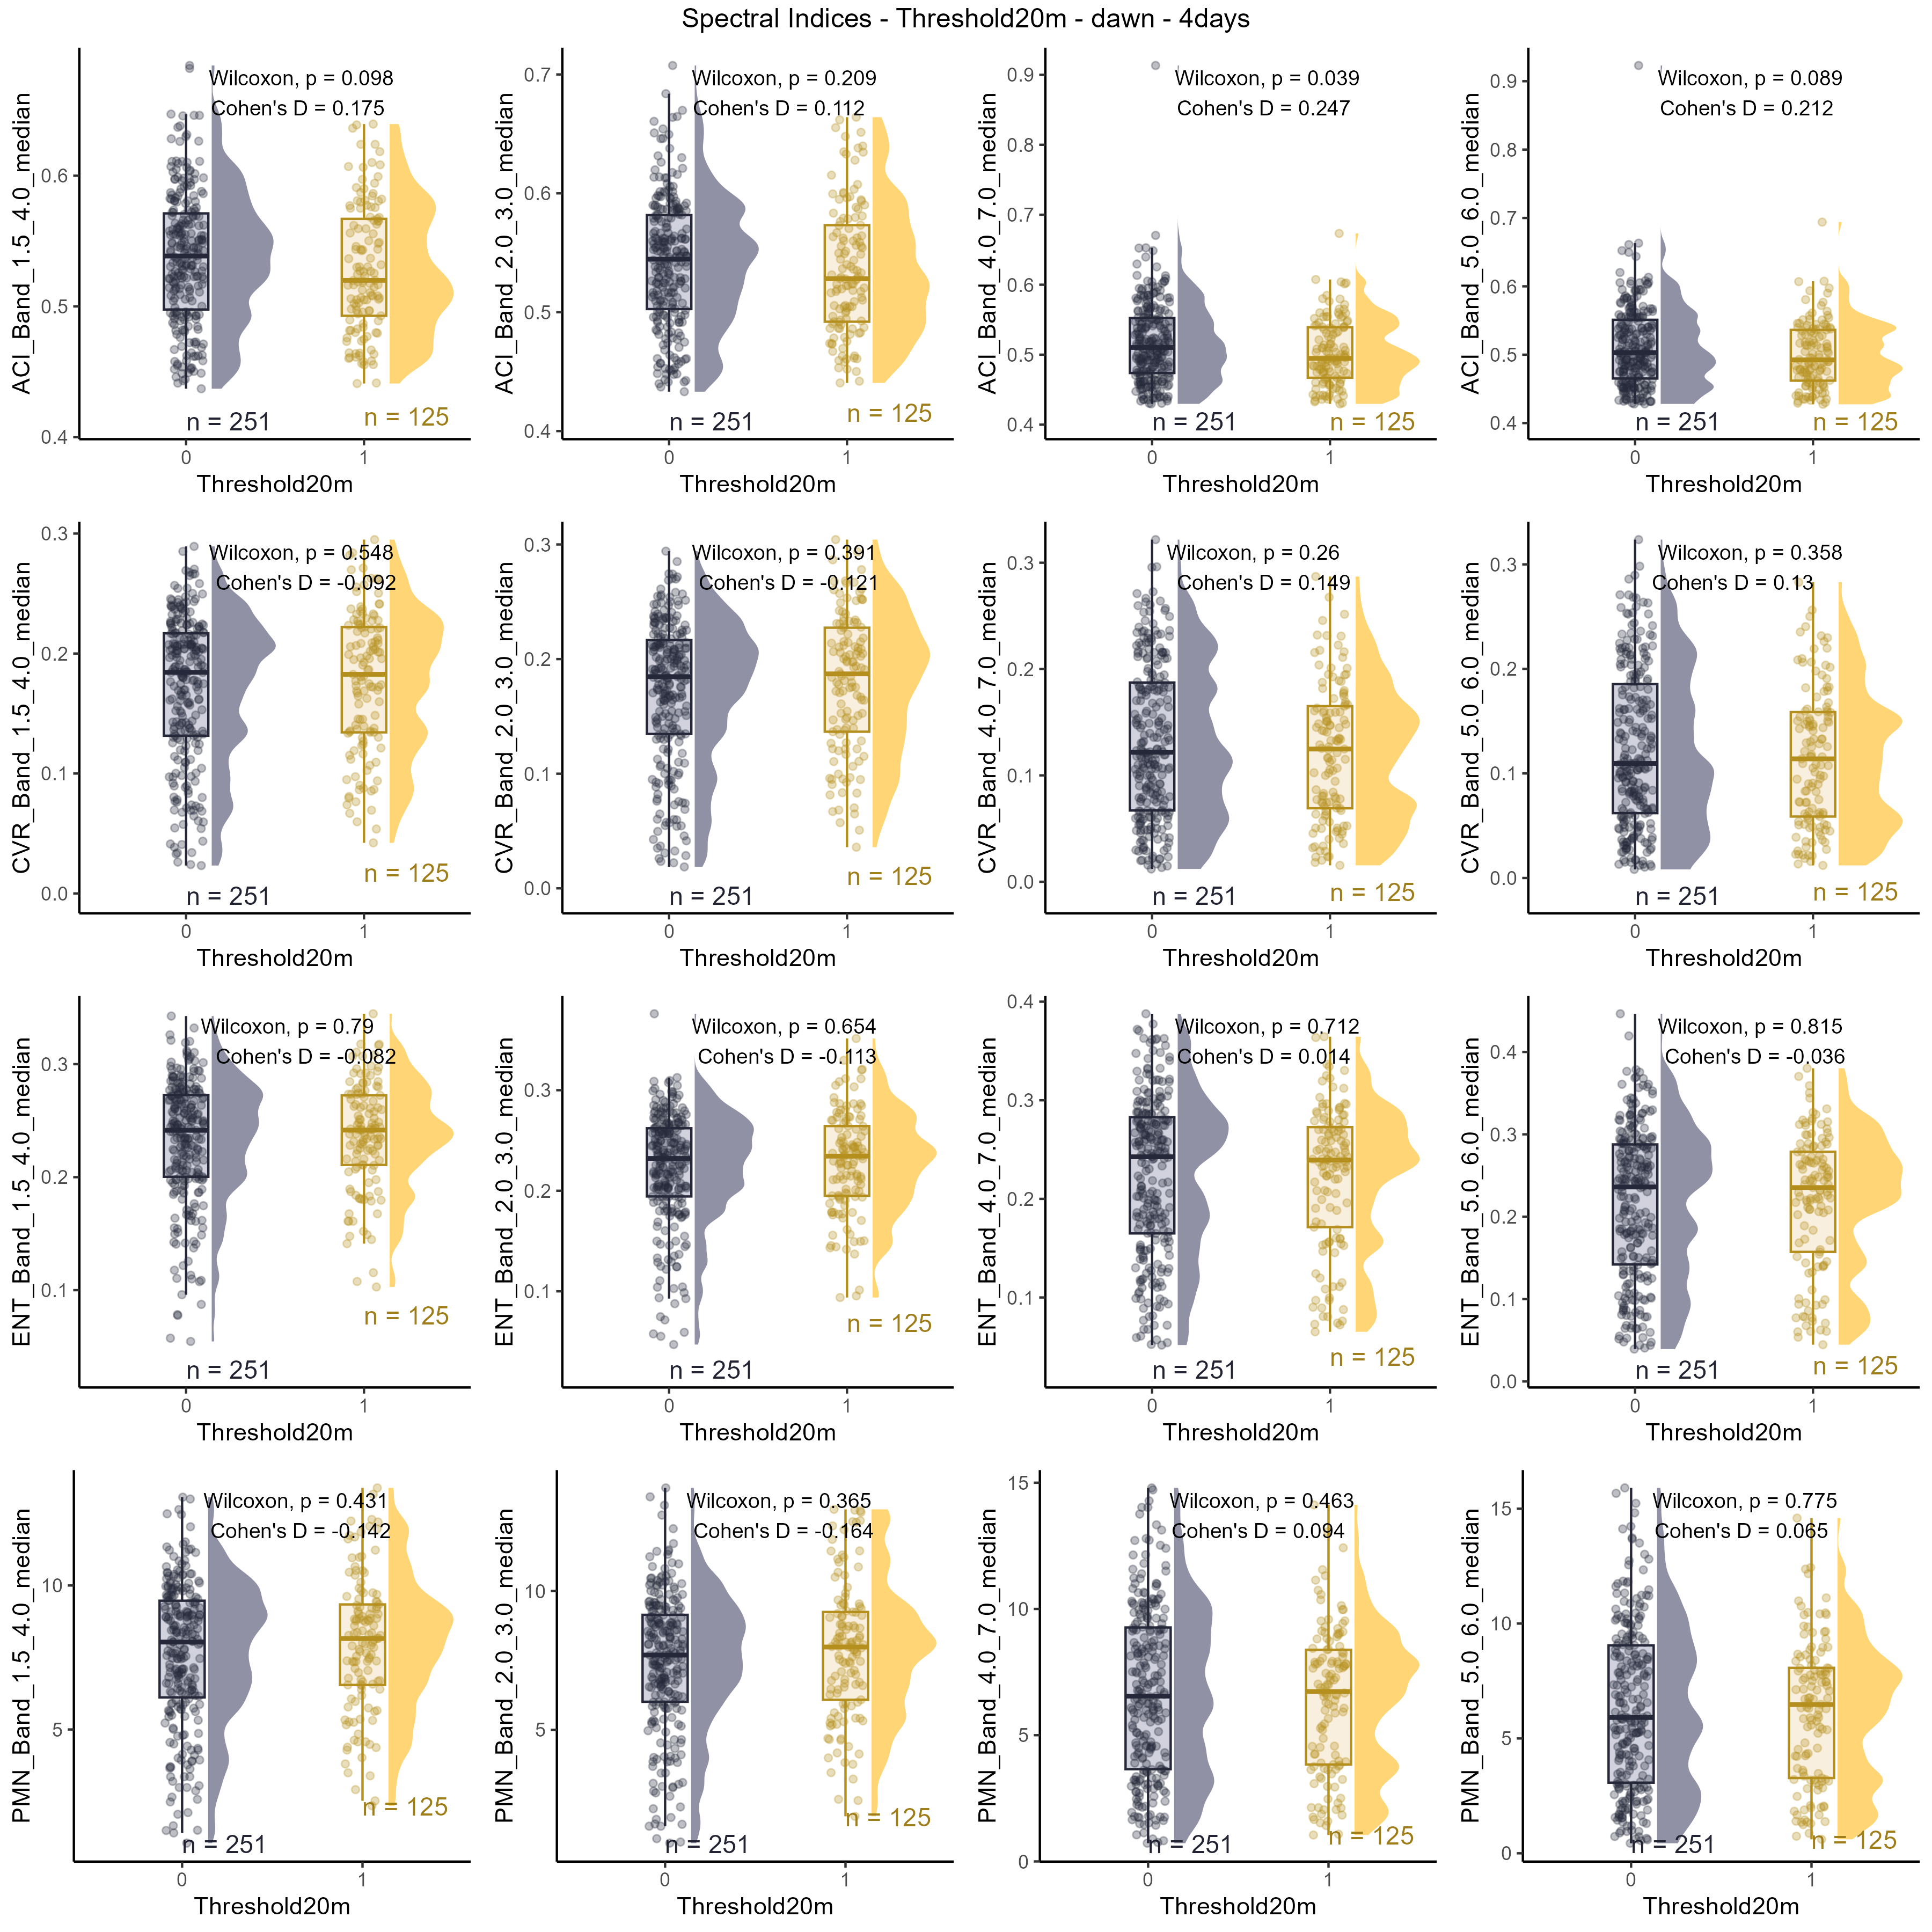 Spectral Indices - Threshold20m - dawn - 4days
ACI_Band_1.5_4.0_median
0.6
0.5
0.4
Wilcoxon, p = 0.098
Cohen's D = 0.175
n = 251
n = 125
0
1
Threshold20m
ACI_Band_2.0_3.0_median
0.7
0.6
0.5
0.4
Wilcoxon, p = 0.209
Cohen's D = 0.112
n = 251
n = 125
0
1
Threshold20m
ACI_Band_4.0_7.0_median
0.9
0.8
0.7
0.6
0.5
0.4
Wilcoxon, p = 0.039
Cohen's D = 0.247
n = 251
n = 125
0
1
Threshold20m
ACI_Band_5.0_6.0_median
0.9
0.8
0.7
0.6
0.5
0.4
Wilcoxon, p = 0.089
Cohen's D = 0.212
n = 251
n = 125
0
1
Threshold20m
CVR_Band_1.5_4.0_median
0.3
0.2
0.1
0.0
Wilcoxon, p = 0.548
Cohen's D = -0.092
n = 251
n = 125
0
1
Threshold20m
CVR_Band_2.0_3.0_median
0.3
0.2
0.1
0.0
Wilcoxon, p = 0.391
Cohen's D = -0.121
n = 251
n = 125
0
1
Threshold20m
CVR_Band_4.0_7.0_median
0.3
0.2
0.1
0.0
Wilcoxon, p = 0.26
Cohen's D = 0.149
n = 251
n = 125
0
1
Threshold20m
CVR_Band_5.0_6.0_median
0.3
0.2
0.1
0.0
Wilcoxon, p = 0.358
Cohen's D = 0.13
n = 251
n = 125
0
1
Threshold20m
ENT_Band_1.5_4.0_median
0.3
0.2
0.1
Wilcoxon, p = 0.79
Cohen's D = -0.082
n = 251
n = 125
0
1
Threshold20m
ENT_Band_2.0_3.0_median
0.3
0.2
0.1
Wilcoxon, p = 0.654
Cohen's D = -0.113
n = 251
n = 125
0
1
Threshold20m
ENT_Band_4.0_7.0_median
0.4
0.3
0.2
0.1
Wilcoxon, p = 0.712
Cohen's D = 0.014
n = 251
n = 125
0
1
Threshold20m
ENT_Band_5.0_6.0_median
0.4
0.3
0.2
0.1
0.0
Wilcoxon, p = 0.815
Cohen's D = -0.036
n = 251
n = 125
0
1
Threshold20m
PMN_Band_1.5_4.0_median
10
5
Wilcoxon, p = 0.431
Cohen's D = -0.142
n = 251
n = 125
0
1
Threshold20m
PMN_Band_2.0_3.0_median
10
5
Wilcoxon, p = 0.365
Cohen's D = -0.164
n = 251
n = 125
0
1
Threshold20m
PMN_Band_4.0_7.0_median
15
10
5
0
Wilcoxon, p = 0.463
Cohen's D = 0.094
n = 251
n = 125
0
1
Threshold20m
PMN_Band_5.0_6.0_median
15
10
5
0
Wilcoxon, p = 0.775
Cohen's D = 0.065
n = 251
n = 125
0
1
Threshold20m